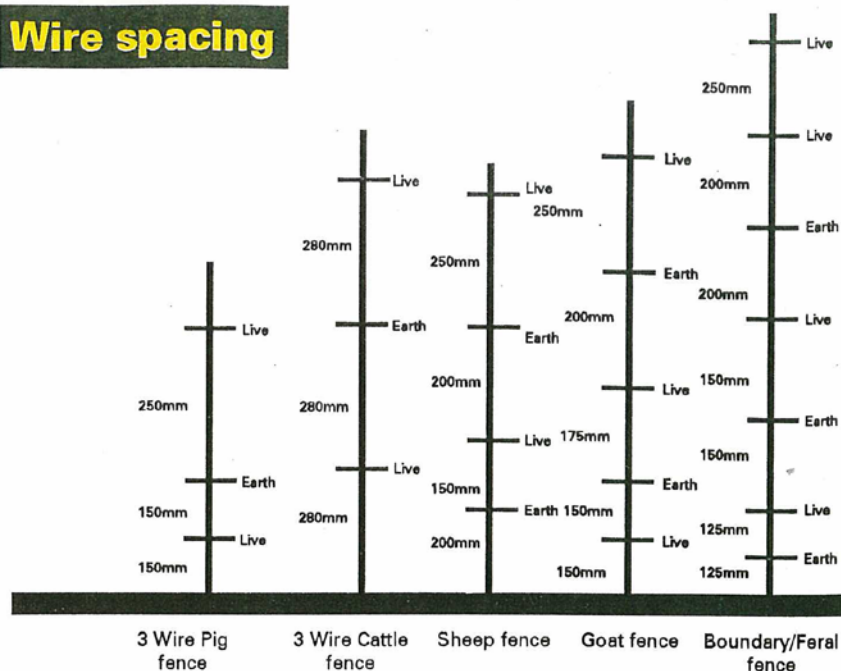 Wire spacing
Live
250mm
Earth
150mm
Live
150mm
3 Wire Pig
fence
Live
280mm
Earth
280mm
Live
280mm
3 Wire Cattle
fence
Live
250mm
Earth
200mm
Live
150mm
Earth
200mm
Sheep fence
Live
250mm
Earth
200mm
Live
175mm
Earth
150mm
Live
150mm
Goat fence
Live
250mm
Live
200mm
Earth
200mm
Live
150mm
Earth
150mm
Live
125mm
Earth
125mm
Boundary/Feral
fence